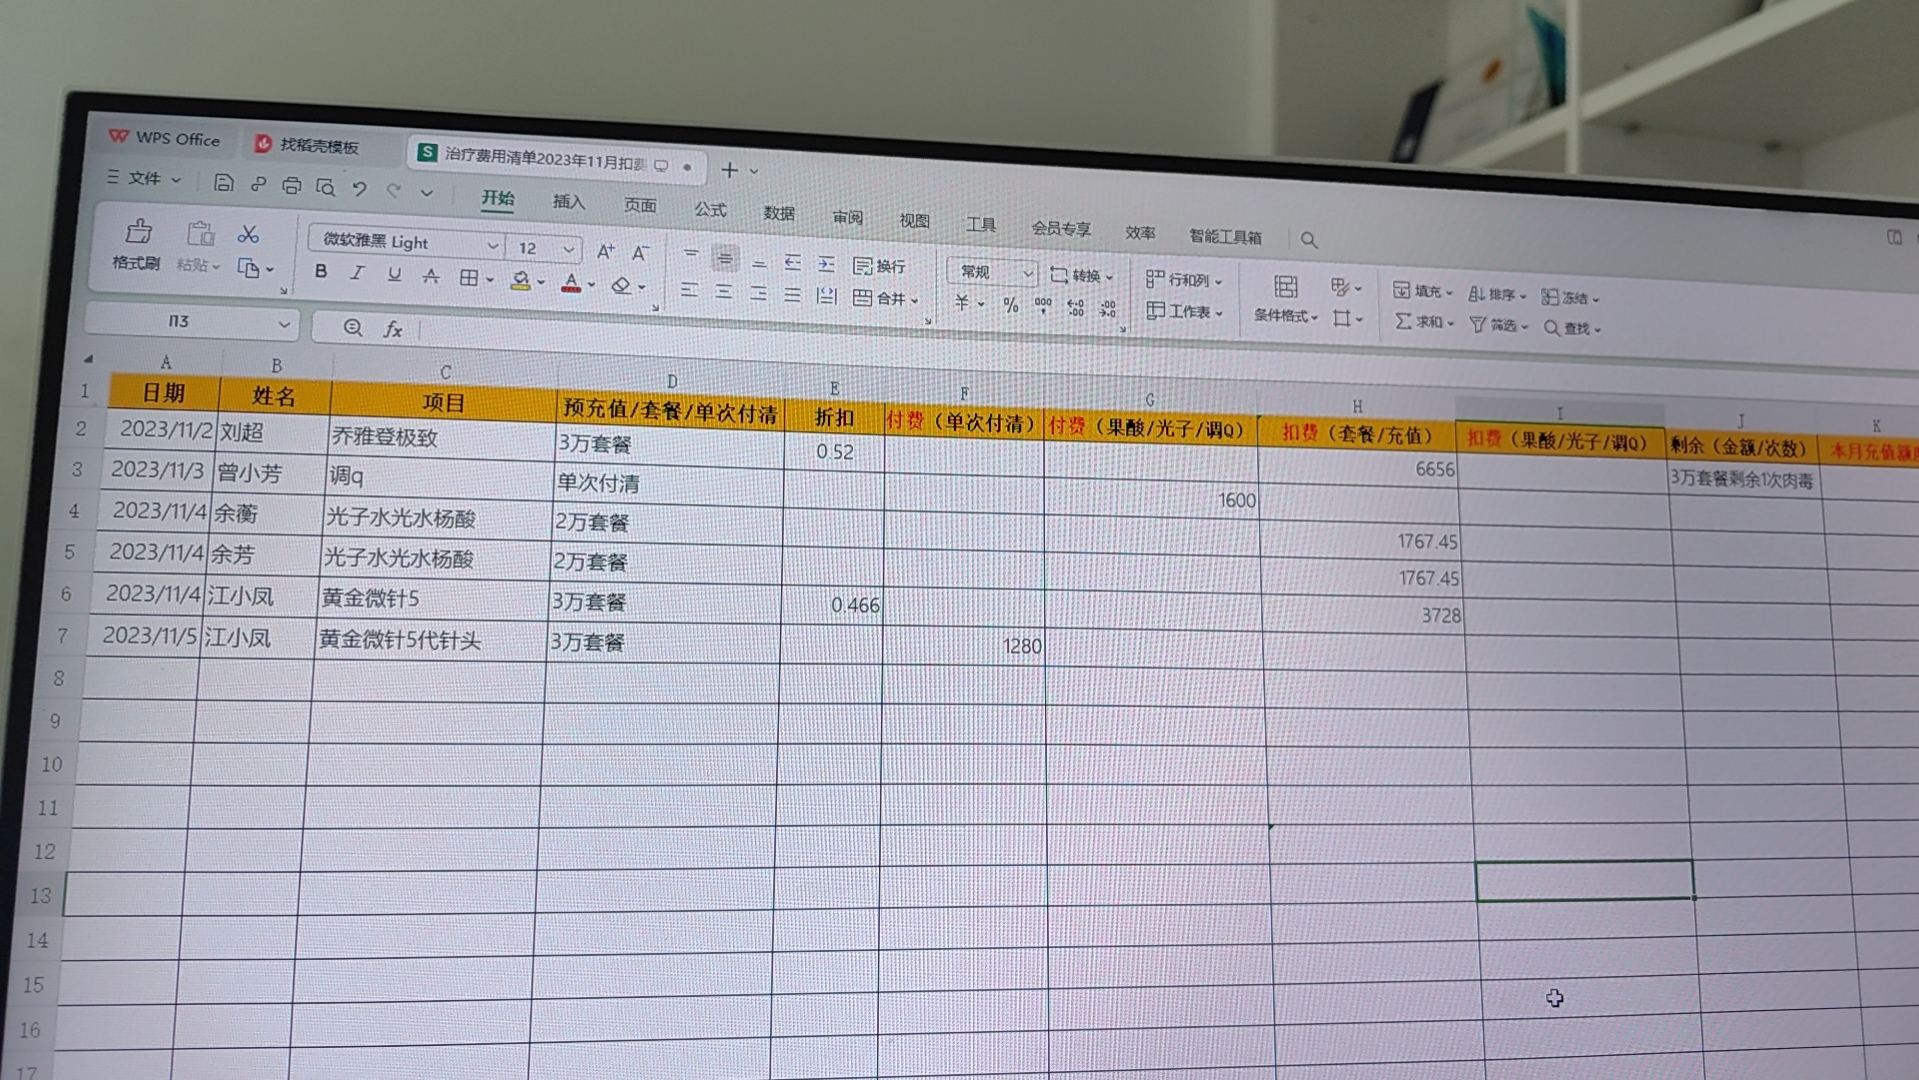 WPS Office 找稻壳模板 治疗费用清单2023年11月扣费
文件 开始 插入 页面 公式 数据 审阅 视图 工具 会员专享 效率 智能工具箱
格式刷 粘贴 微软雅黑 Light 12 A+ A- 换行 常规 转换 行和列 条件格式 填充 排序 冻结
B I U A 合并 ¥ % 000 工作表 求和 筛选 查找
I13 fx
A B C D E F G H I J K
1 日期 姓名 项目 预充值/套餐/单次付清 折扣 付费（单次付清） 付费（果酸/光子/调Q） 扣费（套餐/充值） 扣费（果酸/光子/调Q） 剩余（金额/次数） 本月充值额
2 2023/11/2 刘超 乔雅登极致 3万套餐 0.52 6656 3万套餐剩余1次肉毒
3 2023/11/3 曾小芳 调q 单次付清 1600
4 2023/11/4 余蘅 光子水光水杨酸 2万套餐 1767.45
5 2023/11/4 余芳 光子水光水杨酸 2万套餐 1767.45
6 2023/11/4 江小凤 黄金微针5 3万套餐 0.466 3728
7 2023/11/5 江小凤 黄金微针5代针头 3万套餐 1280
8
9
10
11
12
13
14
15
16
17